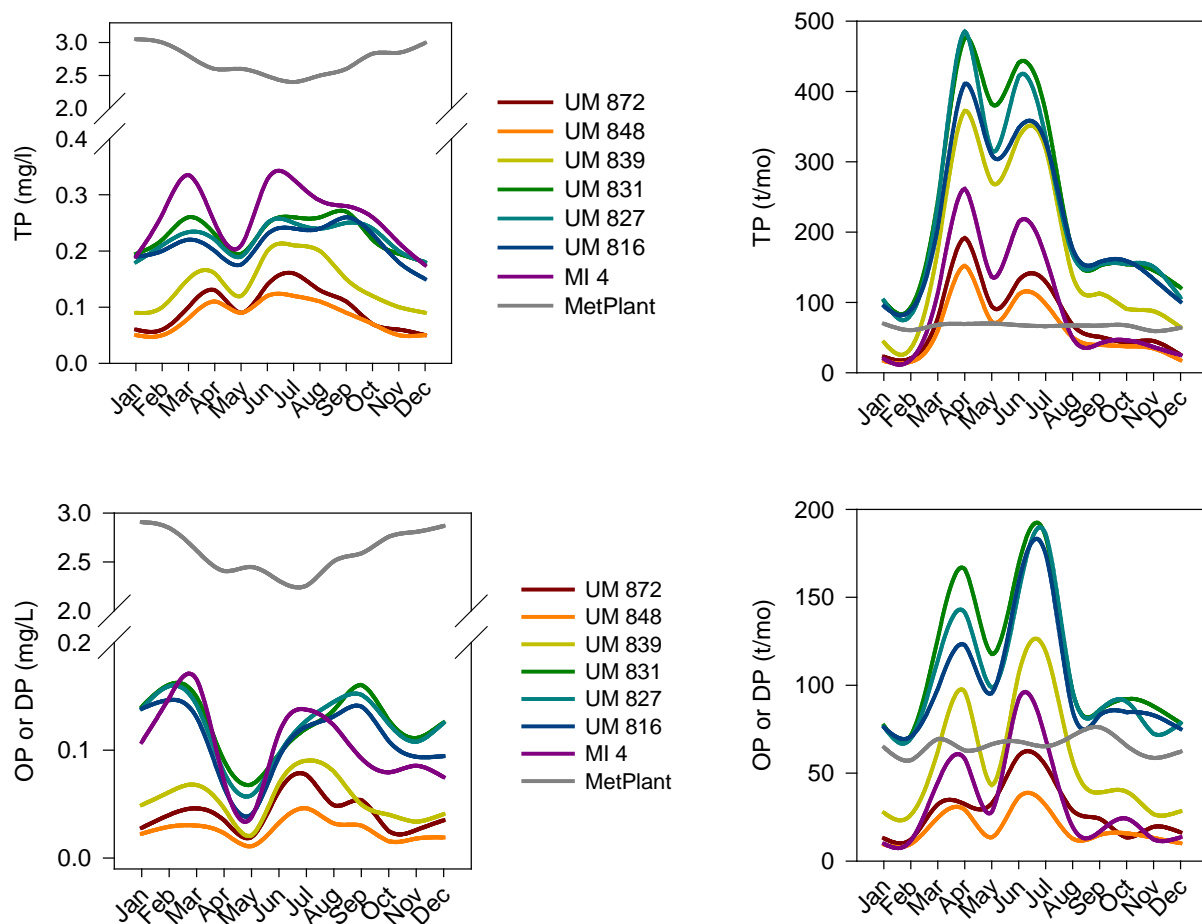 TP (mg/l)
3.0
2.5
2.0
0.4
0.3
0.2
0.1
0.0
Jan Feb Mar Apr May Jun Jul Aug Sep Oct Nov Dec
UM 872
UM 848
UM 839
UM 831
UM 827
UM 816
MI 4
MetPlant
TP (t/mo)
500
400
300
200
100
0
Jan Feb Mar Apr May Jun Jul Aug Sep Oct Nov Dec
OP or DP (mg/L)
3.0
2.5
2.0
0.2
0.1
0.0
Jan Feb Mar Apr May Jun Jul Aug Sep Oct Nov Dec
UM 872
UM 848
UM 839
UM 831
UM 827
UM 816
MI 4
MetPlant
OP or DP (t/mo)
200
150
100
50
0
Jan Feb Mar Apr May Jun Jul Aug Sep Oct Nov Dec